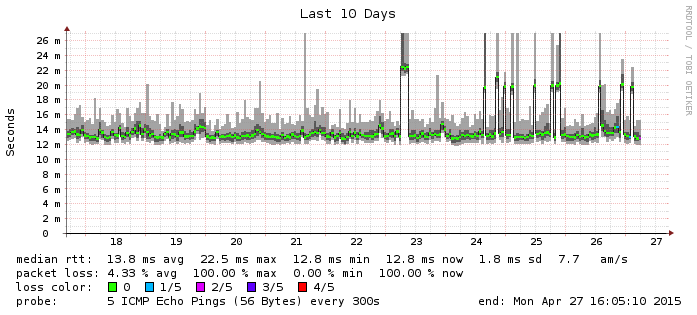 Last 10 Days
RRDTOOL / TOBI OETIKER
Seconds
26 m
24 m
22 m
20 m
18 m
16 m
14 m
12 m
10 m
8 m
6 m
4 m
2 m
0
18 19 20 21 22 23 24 25 26 27
median rtt: 13.8 ms avg 22.5 ms max 12.8 ms min 12.8 ms now 1.8 ms sd 7.7 am/s
packet loss: 4.33 % avg 100.00 % max 0.00 % min 100.00 % now
loss color: 0 1/5 2/5 3/5 4/5
probe: 5 ICMP Echo Pings (56 Bytes) every 300s end: Mon Apr 27 16:05:10 2015